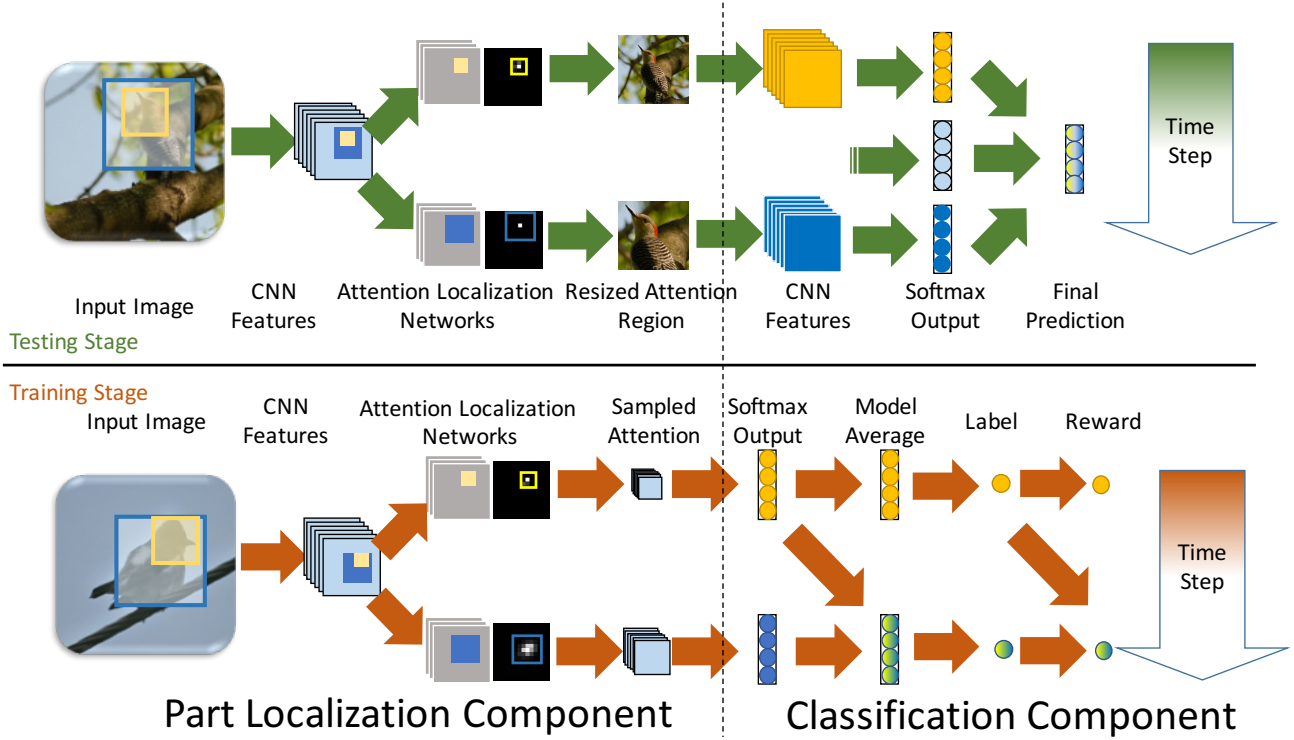 Time
Step
Input Image
CNN
Features
Attention Localization
Networks
Resized Attention
Region
CNN
Features
Softmax
Output
Final
Prediction
Testing Stage
Training Stage
Input Image
CNN
Features
Attention Localization
Networks
Sampled
Attention
Softmax
Output
Model
Average
Label
Reward
Time
Step
Part Localization Component
Classification Component